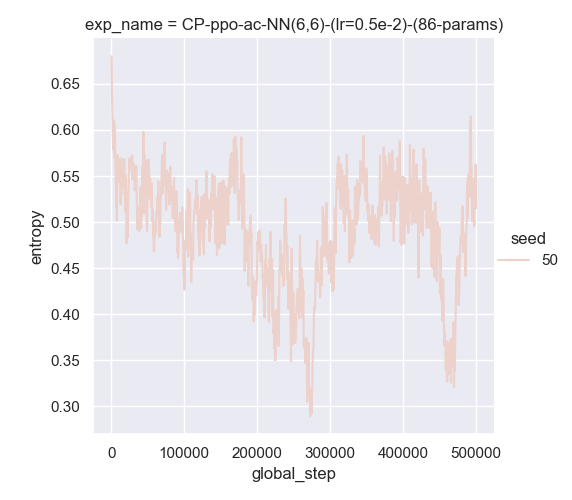 exp_name = CP-ppo-ac-NN(6,6)-(lr=0.5e-2)-(86-params)
0.65
0.60
0.55
0.50
0.45
0.40
0.35
0.30
entropy
0 100000 200000 300000 400000 500000
global_step
seed
50